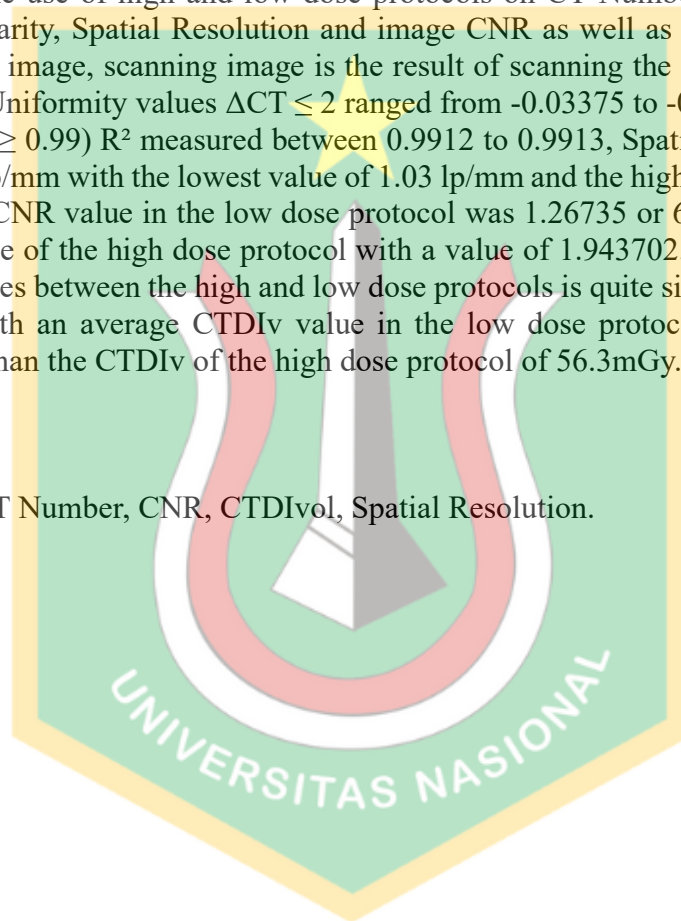 e use of high and low dose protocols on CT Numb
arity, Spatial Resolution and image CNR as well as
image, scanning image is the result of scanning the
Uniformity values ΔCT ≤ 2 ranged from -0.03375 to -
≥ 0.99) R² measured between 0.9912 to 0.9913, Spati
/mm with the lowest value of 1.03 lp/mm and the high
CNR value in the low dose protocol was 1.26735 or 6
e of the high dose protocol with a value of 1.943702.
es between the high and low dose protocols is quite si
th an average CTDIv value in the low dose protoc
han the CTDIv of the high dose protocol of 56.3mGy.
T Number, CNR, CTDIvol, Spatial Resolution.
UNIVERSITAS NASIONAL